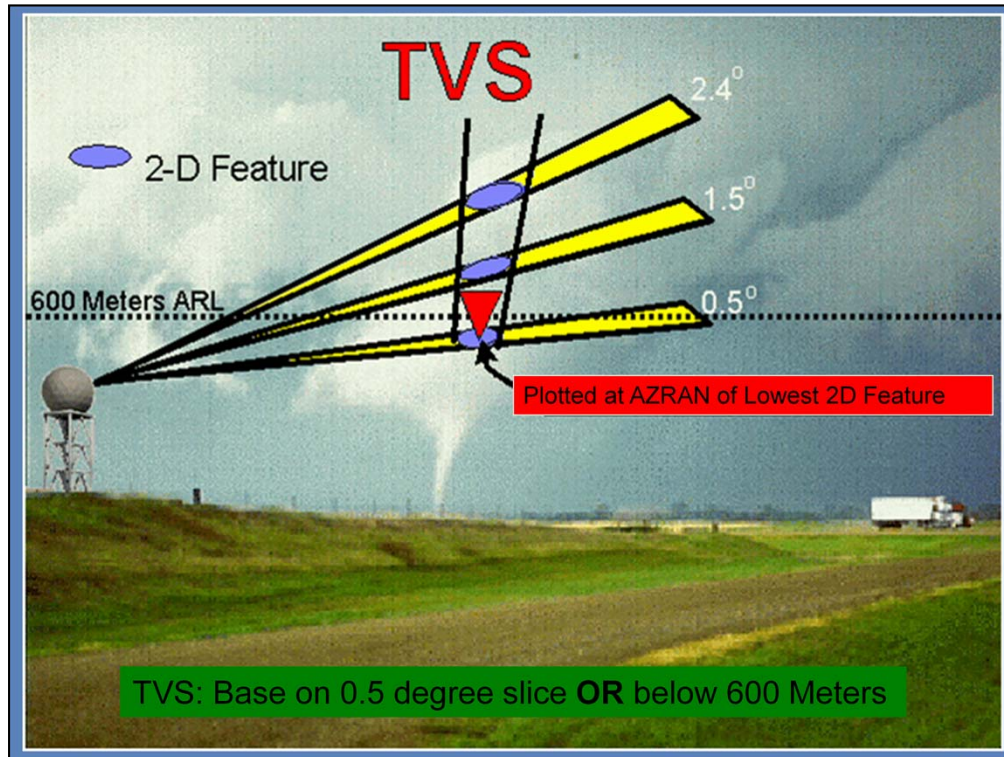 TVS
2.4°
2-D Feature
1.5°
600 Meters ARL
0.5°
Plotted at AZRAN of Lowest 2D Feature
TVS: Base on 0.5 degree slice OR below 600 Meters